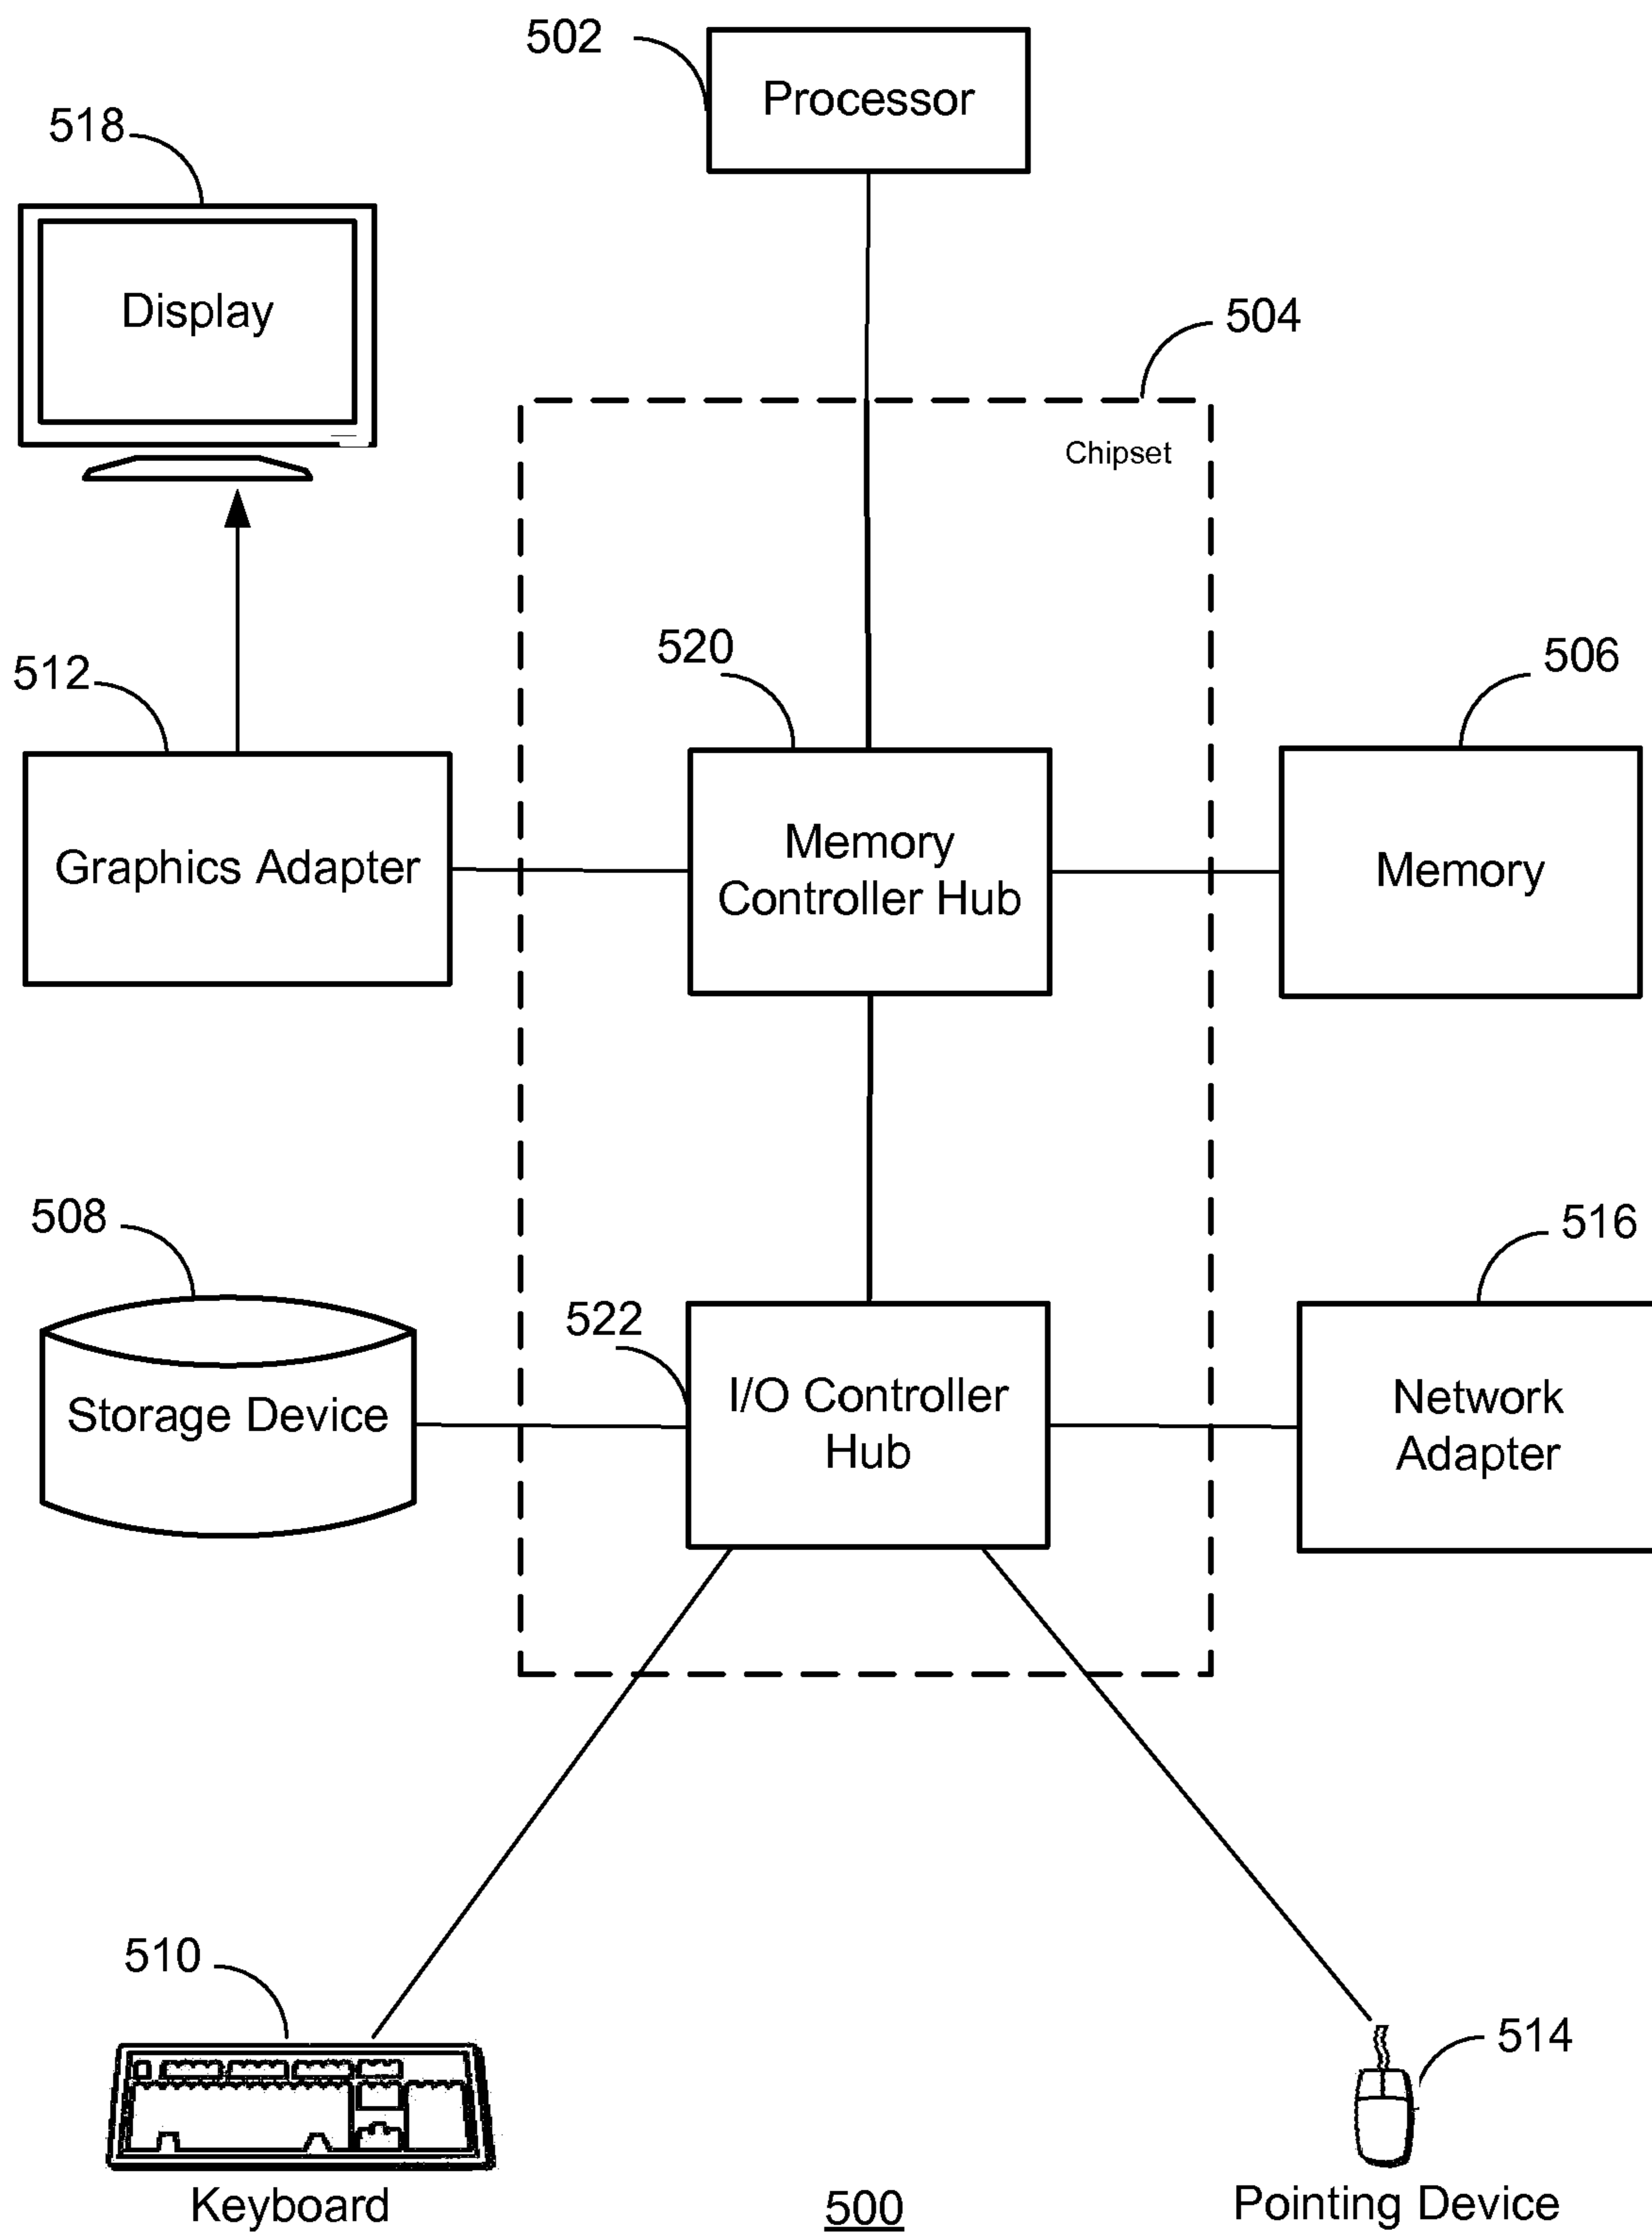 502
Processor
518
Display
504
Chipset
520
506
512
Memory
Controller Hub
Graphics Adapter
Memory
508
516
522
I/O Controller
Hub
Storage Device
Network
Adapter
510
514
Keyboard
500
Pointing Device